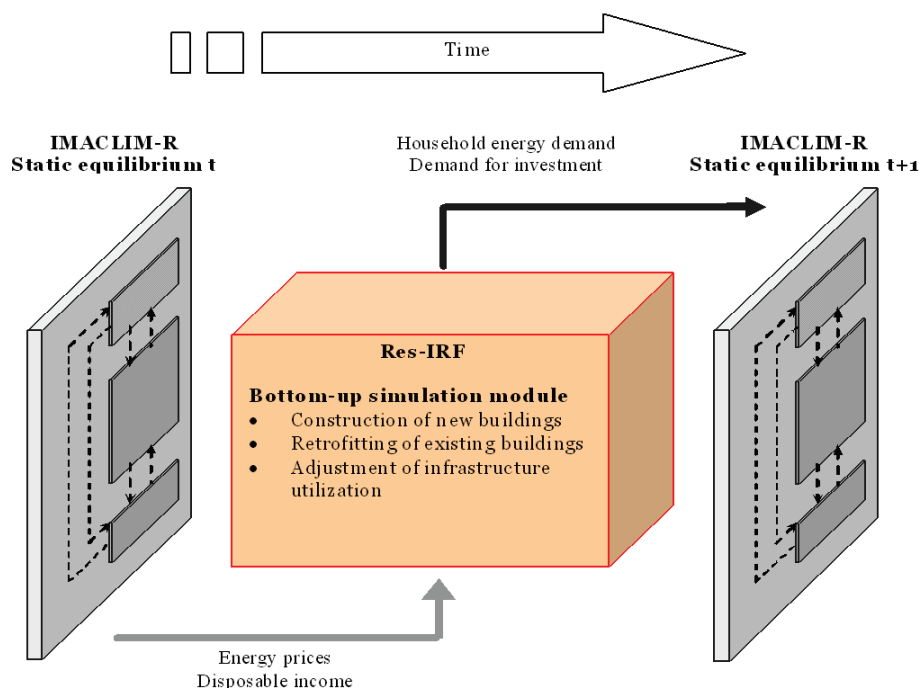 Time
IMACLIM-R
Static equilibrium t
Household energy demand
Demand for investment
IMACLIM-R
Static equilibrium t+1
Res-IRF
Bottom-up simulation module
• Construction of new buildings
• Retrofitting of existing buildings
• Adjustment of infrastructure
utilization
Energy prices
Disposable income